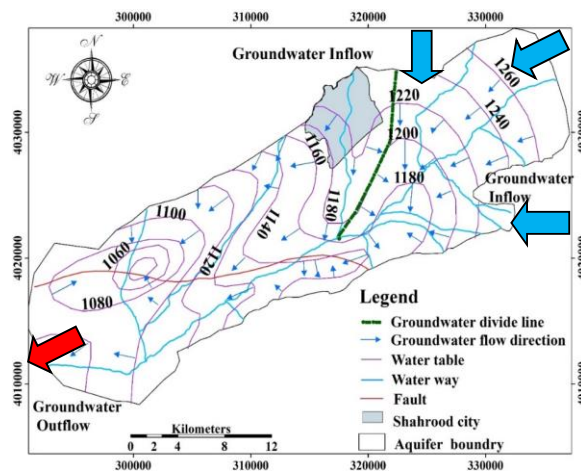 300000 310000 320000 330000
N
W E
S
Groundwater Inflow
1260
1220
1240
4030000
1200
1160
1180
Groundwater
Inflow
1180
1140
1100
1060
1120
4020000
1080
Legend
Groundwater divide line
Groundwater flow direction
Water table
Water way
Fault
Shahrood city
Aquifer boundry
4010000
4010000
Groundwater
Outflow
Kilometers
0 2 4 8 12
300000 310000 320000 330000